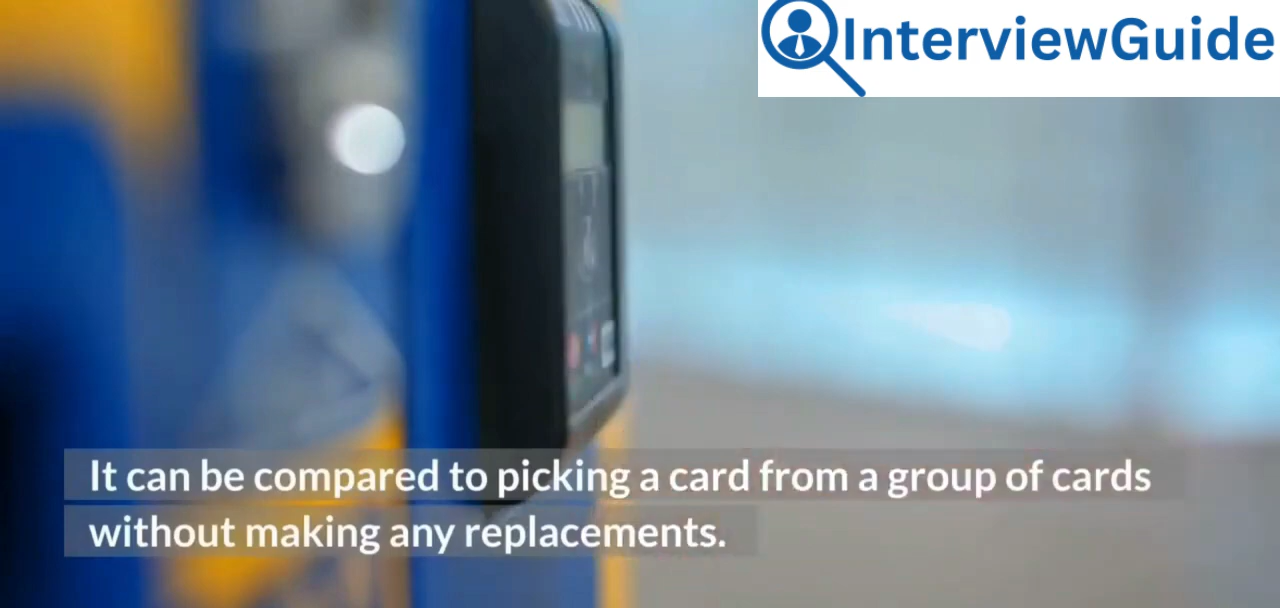 InterviewGuide
It can be compared to picking a card from a group of cards
without making any replacements.